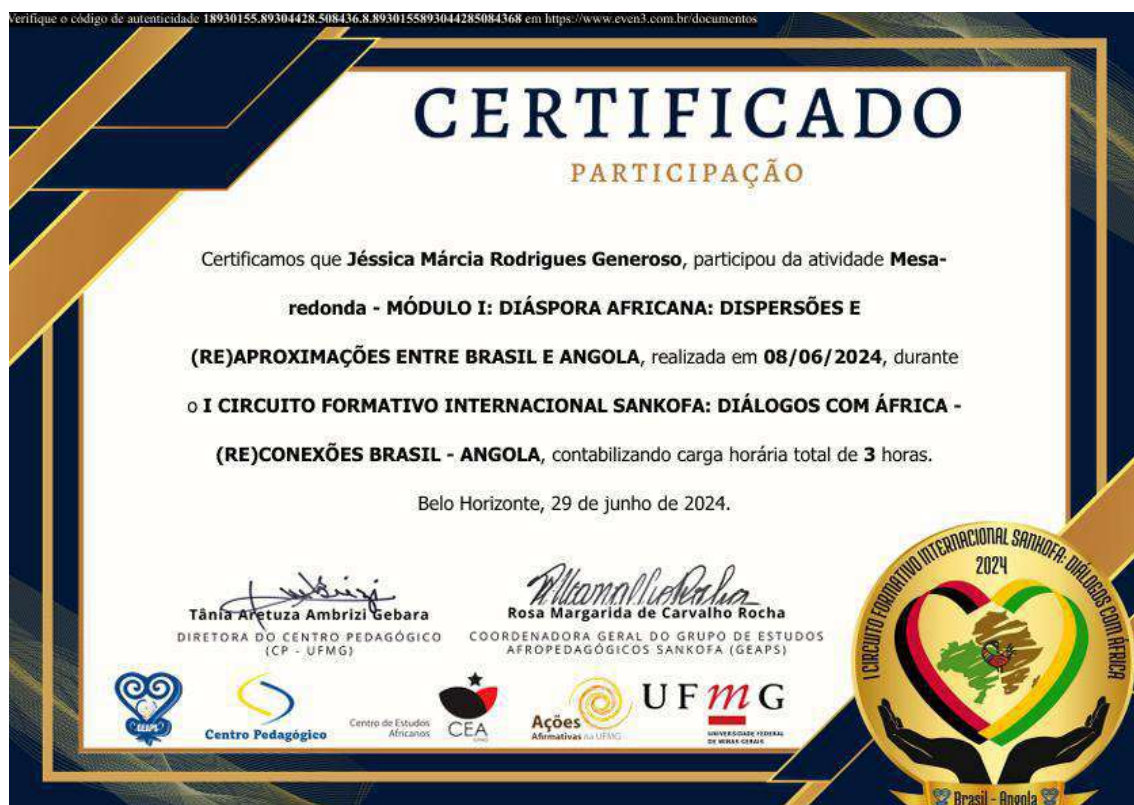 Verifique o código de autenticidade 18930155.89304428.508436.8.89301558930442850843​68 em https://www.even3.com.br/documentos
CERTIFICADO
PARTICIPAÇÃO
Certificamos que Jéssica Márcia Rodrigues Generoso, participou da atividade Mesa-
redonda - MÓDULO I: DIÁSPORA AFRICANA: DISPERSÕES E
(RE)APROXIMAÇÕES ENTRE BRASIL E ANGOLA, realizada em 08/06/2024, durante
o I CIRCUITO FORMATIVO INTERNACIONAL SANKOFA: DIÁLOGOS COM ÁFRICA -
(RE)CONEXÕES BRASIL - ANGOLA, contabilizando carga horária total de 3 horas.
Belo Horizonte, 29 de junho de 2024.
Tânia Aretuza Ambrizi Gebara
DIRETORA DO CENTRO PEDAGÓGICO
(CP - UFMG)
Rosa Margarida de Carvalho Rocha
COORDENADORA GERAL DO GRUPO DE ESTUDOS
AFROPEDAGÓGICOS SANKOFA (GEAPS)
GEAPS
Centro Pedagógico
Centro de Estudos
Africanos
CEA
UFMG
Ações
Afirmativas na UFMG
UFmG
UNIVERSIDADE FEDERAL
DE MINAS GERAIS
I CIRCUITO FORMATIVO INTERNACIONAL SANKOFA: DIÁLOGOS COM ÁFRICA
2024
Brasil - Angola